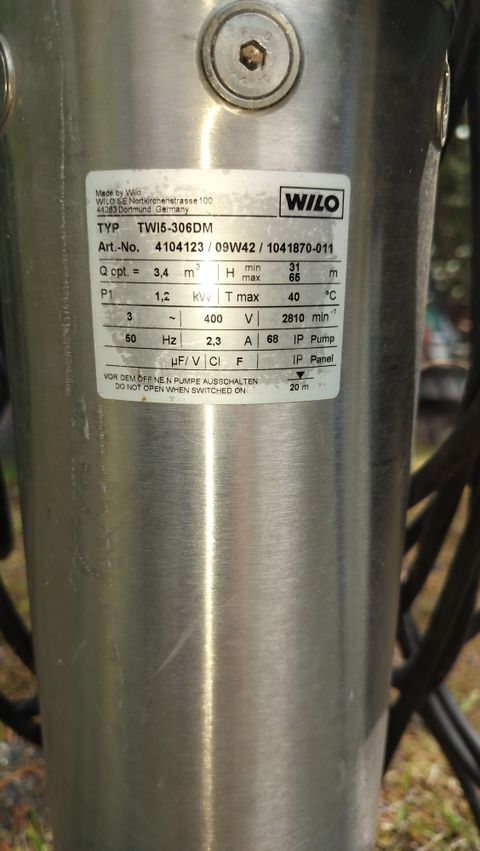 Made by Wilo
WILO SE Nortkirchenstrasse 100
44263 Dortmund Germany
WILO
TYP TWI5-306DM
Art.-No. 4104123 / 09W42 / 1041870-011
Q opt. = 3,4 m³ H min max 31 65 m
P1 1,2 kW T max 40 °C
3 ~ 400 V 2810 min⁻¹
50 Hz 2,3 A 68 IP Pump
µF/ V Cl F IP Panel
VOR DEM ÖFFNEN PUMPE AUSSCHALTEN
DO NOT OPEN WHEN SWITCHED ON
20 m